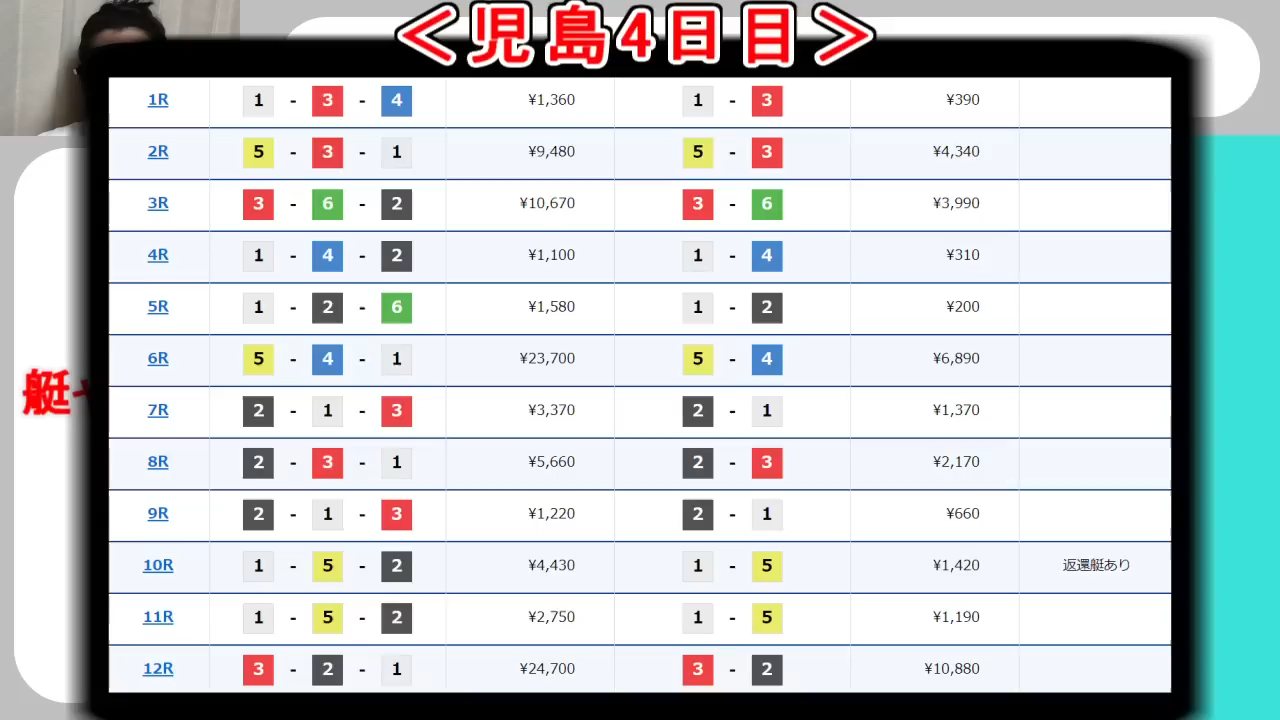 ＜児島4日目＞
1R 1 - 3 - 4 ¥1,360 1 - 3 ¥390
2R 5 - 3 - 1 ¥9,480 5 - 3 ¥4,340
3R 3 - 6 - 2 ¥10,670 3 - 6 ¥3,990
4R 1 - 4 - 2 ¥1,100 1 - 4 ¥310
5R 1 - 2 - 6 ¥1,580 1 - 2 ¥200
6R 5 - 4 - 1 ¥23,700 5 - 4 ¥6,890
7R 2 - 1 - 3 ¥3,370 2 - 1 ¥1,370
8R 2 - 3 - 1 ¥5,660 2 - 3 ¥2,170
9R 2 - 1 - 3 ¥1,220 2 - 1 ¥660
10R 1 - 5 - 2 ¥4,430 1 - 5 ¥1,420 返還艇あり
11R 1 - 5 - 2 ¥2,750 1 - 5 ¥1,190
12R 3 - 2 - 1 ¥24,700 3 - 2 ¥10,880
艇